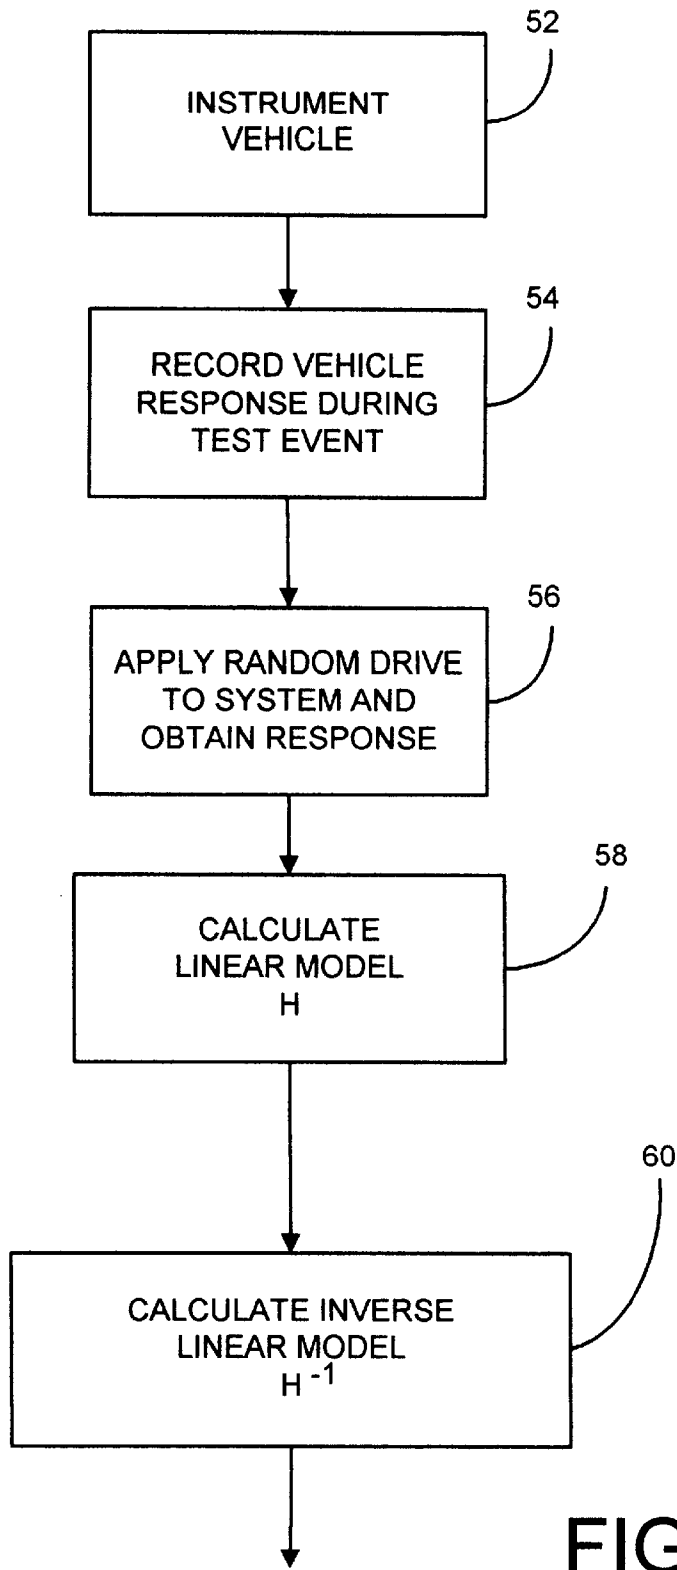 52
INSTRUMENT
VEHICLE
54
RECORD VEHICLE
RESPONSE DURING
TEST EVENT
56
APPLY RANDOM DRIVE
TO SYSTEM AND
OBTAIN RESPONSE
58
CALCULATE
LINEAR MODEL
H
60
CALCULATE INVERSE
LINEAR MODEL
H⁻¹
FIG